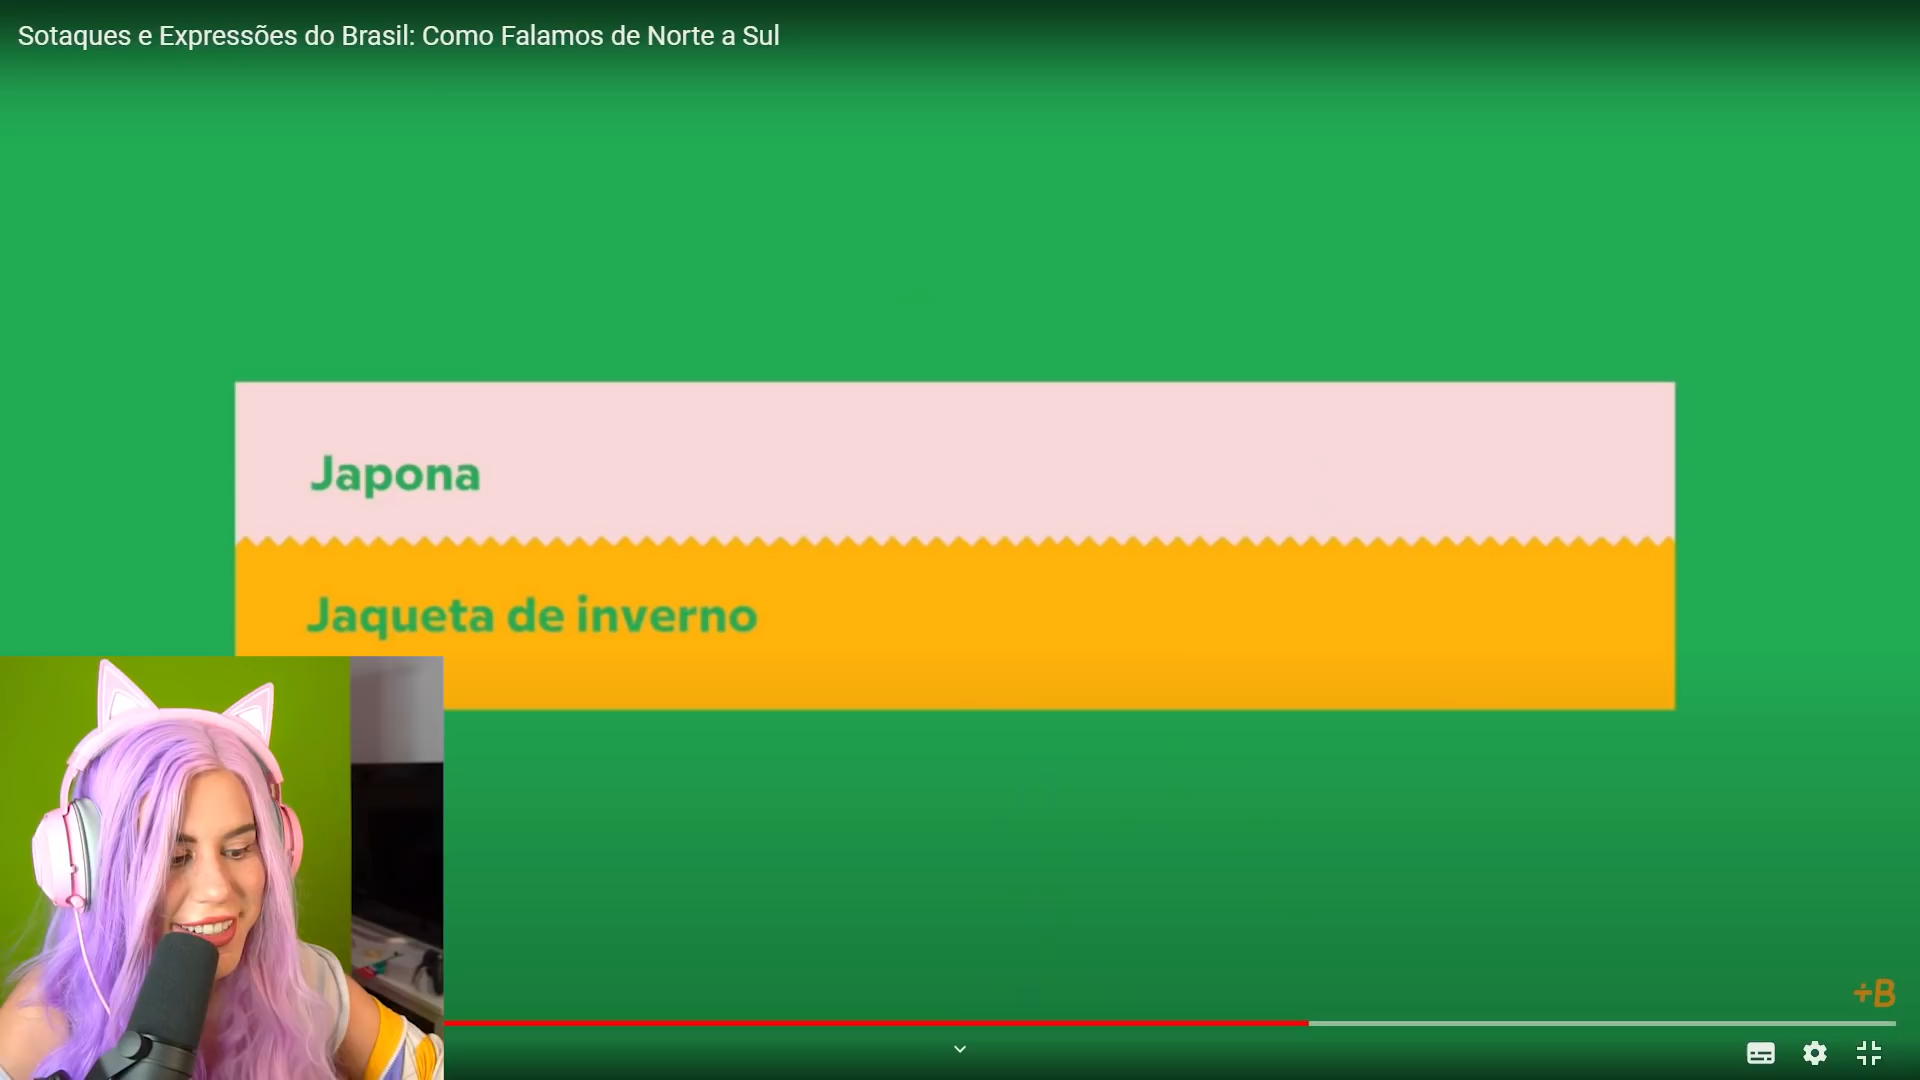 Sotaques e Expressões do Brasil: Como Falamos de Norte a Sul
Japona
Jaqueta de inverno
+B